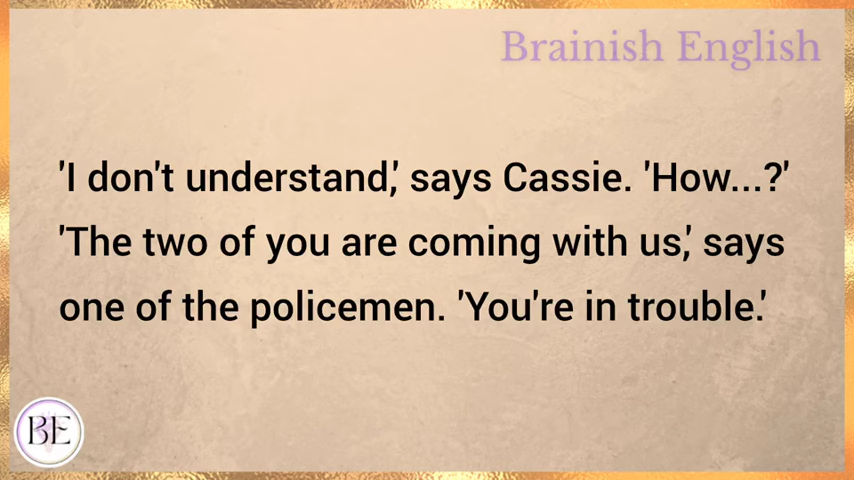 Brainish English
'I don't understand,' says Cassie. 'How...?'
'The two of you are coming with us,' says
one of the policemen. 'You're in trouble.'
BE